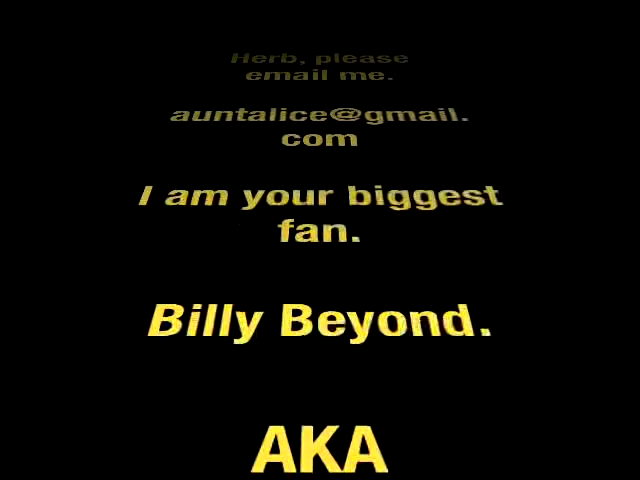 Herb, please
email me.
auntalice@gmail.
com
I am your biggest
fan.
Billy Beyond.
AKA